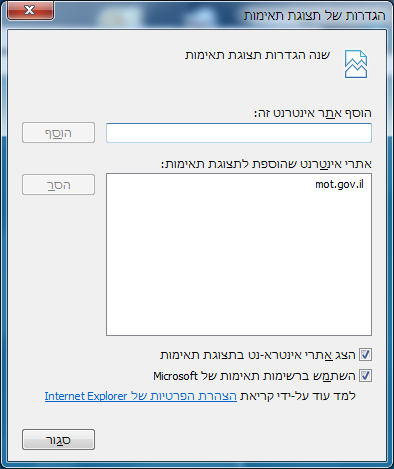 הגדרות של תצוגת תאימות
שנה הגדרות תצוגת תאימות
הוסף אתר אינטרנט זה:
הוסף
אתרי אינטרנט שהוספת לתצוגת תאימות:
הסר
mot.gov.il
הצג אתרי אינטרא-נט בתצוגת תאימות
השתמש ברשימות תאימות של Microsoft
למד עוד על-ידי קריאת הצהרת הפרטיות של Internet Explorer
סגור